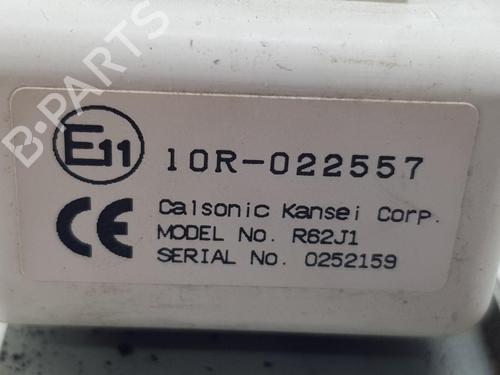 B-PARTS
E11 10R-022557
CE Calsonic Kansei Corp.
MODEL No. R62J1
SERIAL No. 0252159